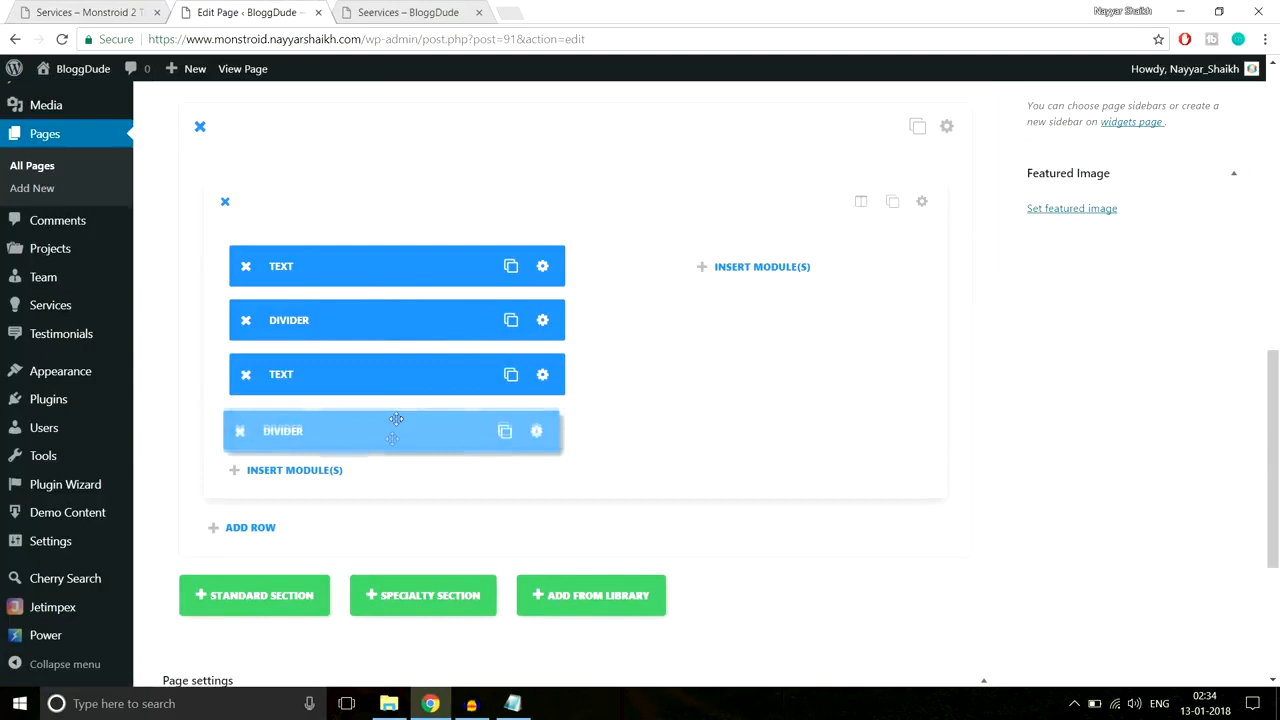 Services – Monstroid 2 T
Edit Page ‹ BloggDude
Seervices – BloggDude
Nayyar Shaikh
Secure
https://www.monstroid.nayyarshaikh.com/wp-admin/post.php?post=91&action=edit
BloggDude
0
New
View Page
Howdy, Nayyar_Shaikh
Media
Pages
All Pages
Add New
Comments
Projects
Team
Services
Testimonials
Appearance
Plugins
Users
Tools
Plugin Wizard
Demo Content
Settings
Cherry Search
Jetimpex
Power
Collapse menu
TEXT
DIVIDER
TEXT
DIVIDER
INSERT MODULE(S)
INSERT MODULE(S)
ADD ROW
STANDARD SECTION
SPECIALTY SECTION
ADD FROM LIBRARY
Page settings
You can choose page sidebars or create a
new sidebar on widgets page .
Featured Image
Set featured image
Type here to search
ENG
02:34
13-01-2018